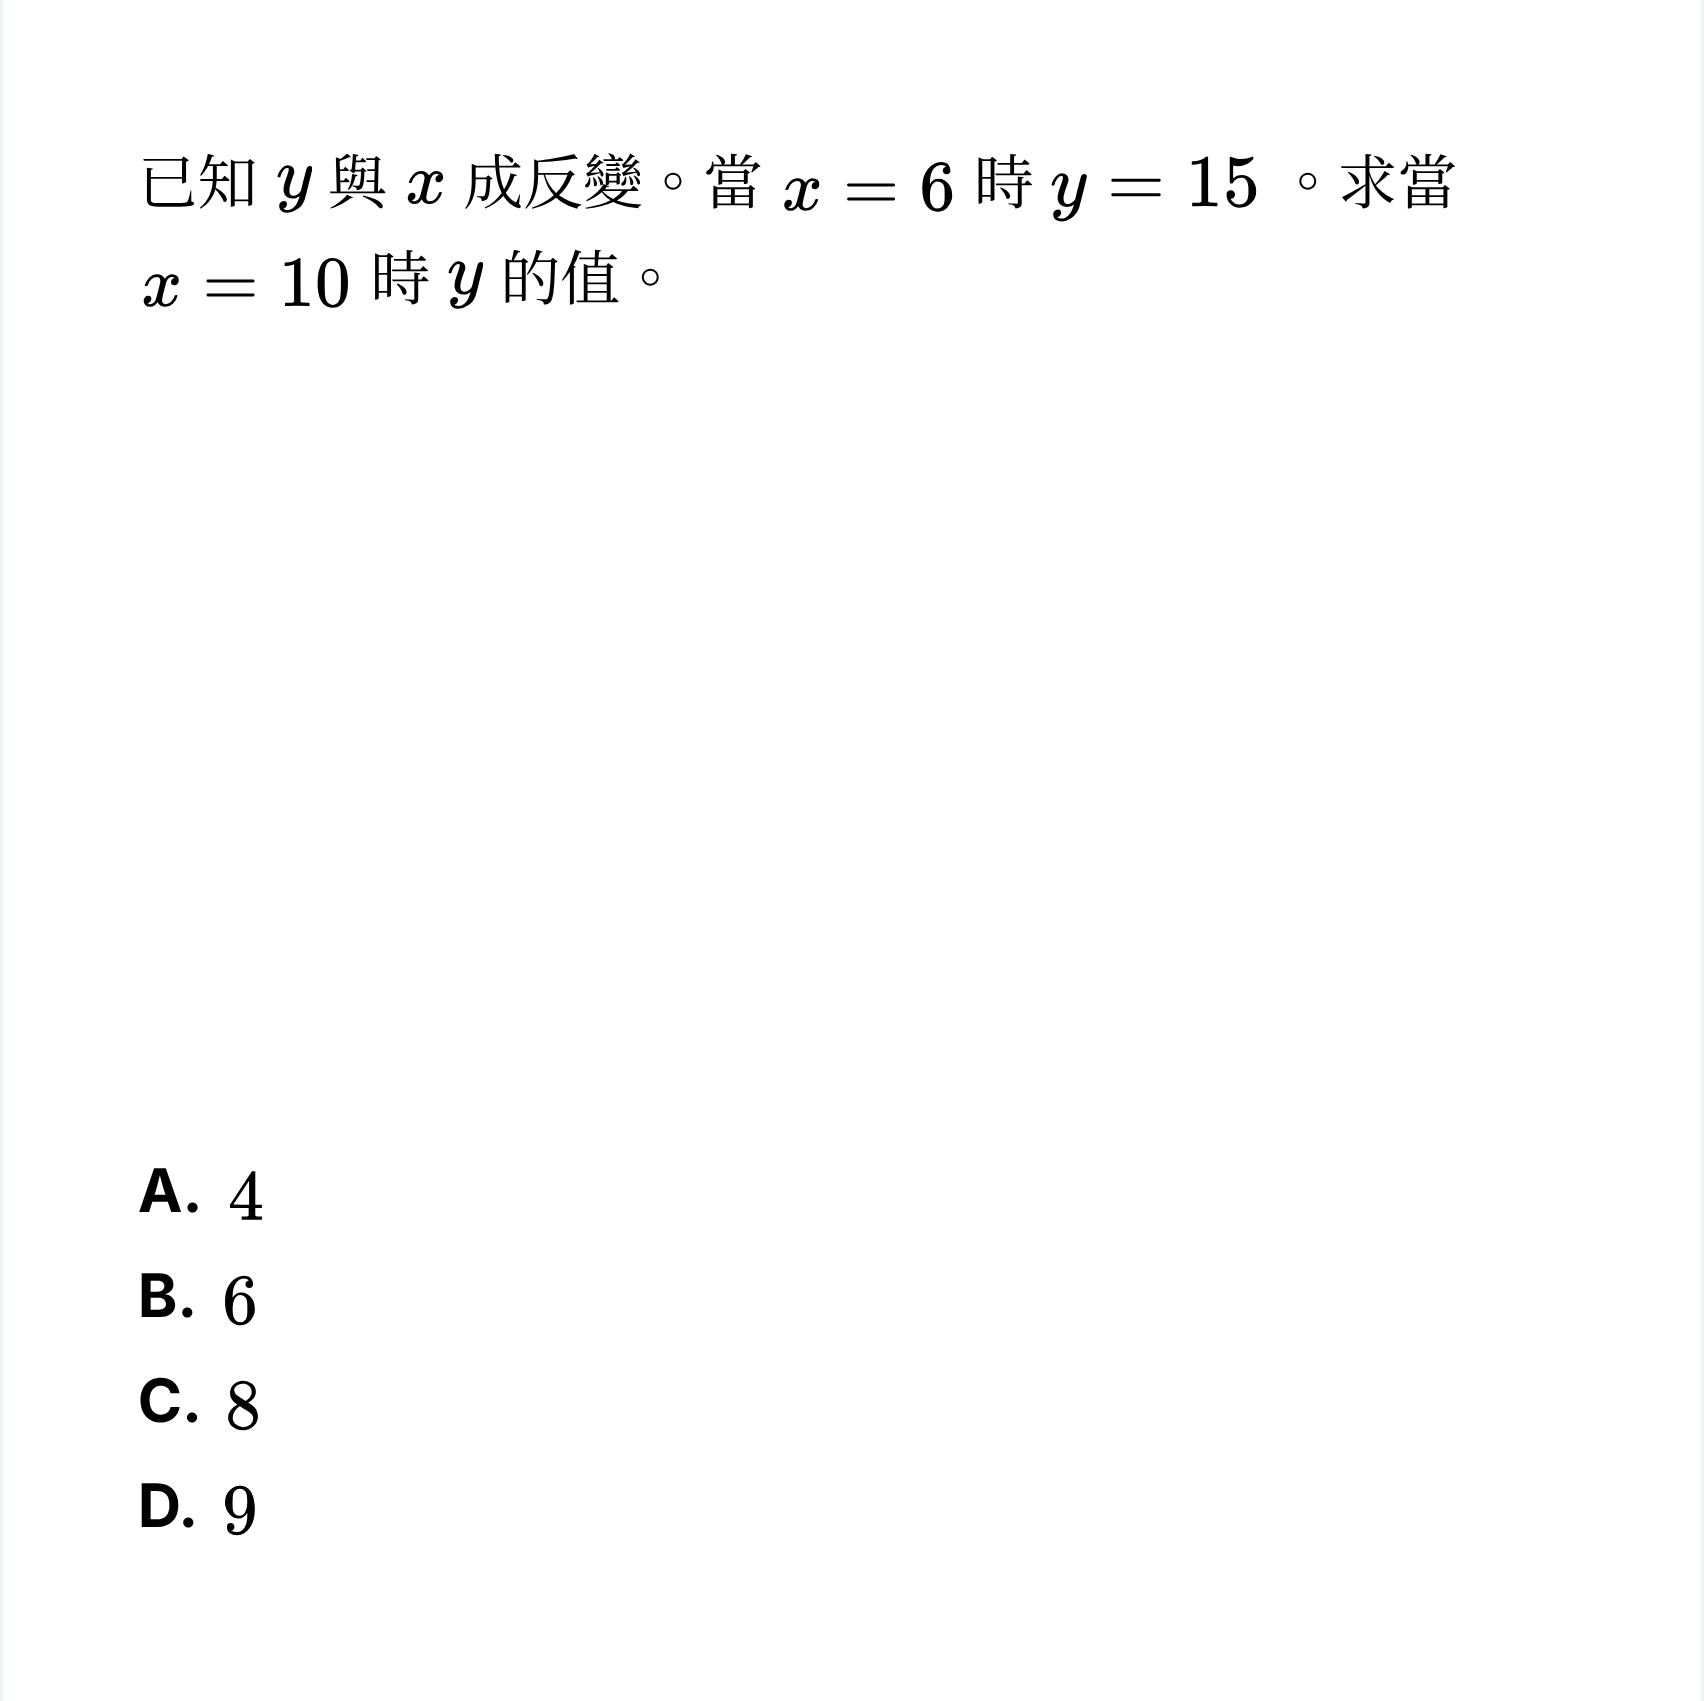 已知 y 與 x 成反變。當 x = 6 時 y = 15 。求當
x = 10 時 y 的值。
A. 4
B. 6
C. 8
D. 9